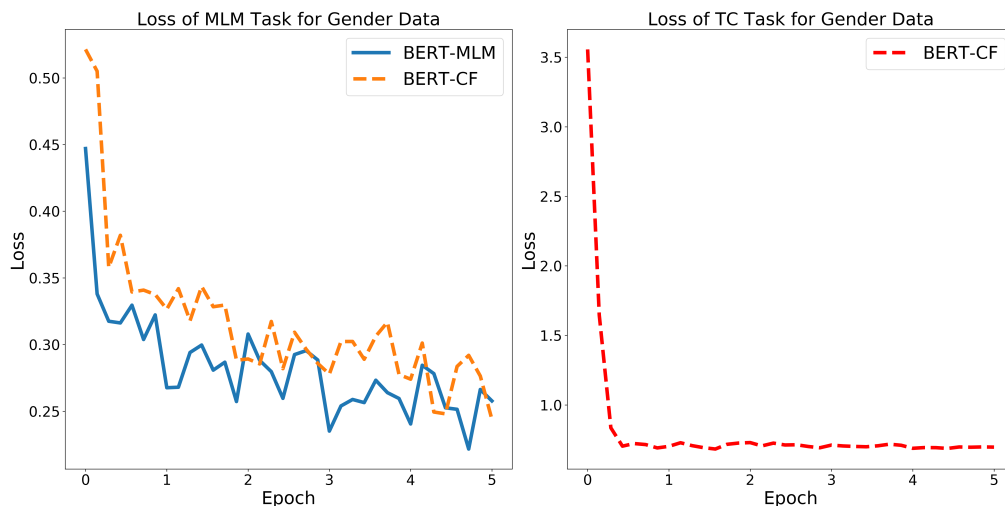 Loss of MLM Task for Gender Data
BERT-MLM
BERT-CF
0.50
0.45
0.40
0.35
0.30
0.25
Loss
0 1 2 3 4 5
Epoch
Loss of TC Task for Gender Data
BERT-CF
3.5
3.0
2.5
2.0
1.5
1.0
Loss
0 1 2 3 4 5
Epoch